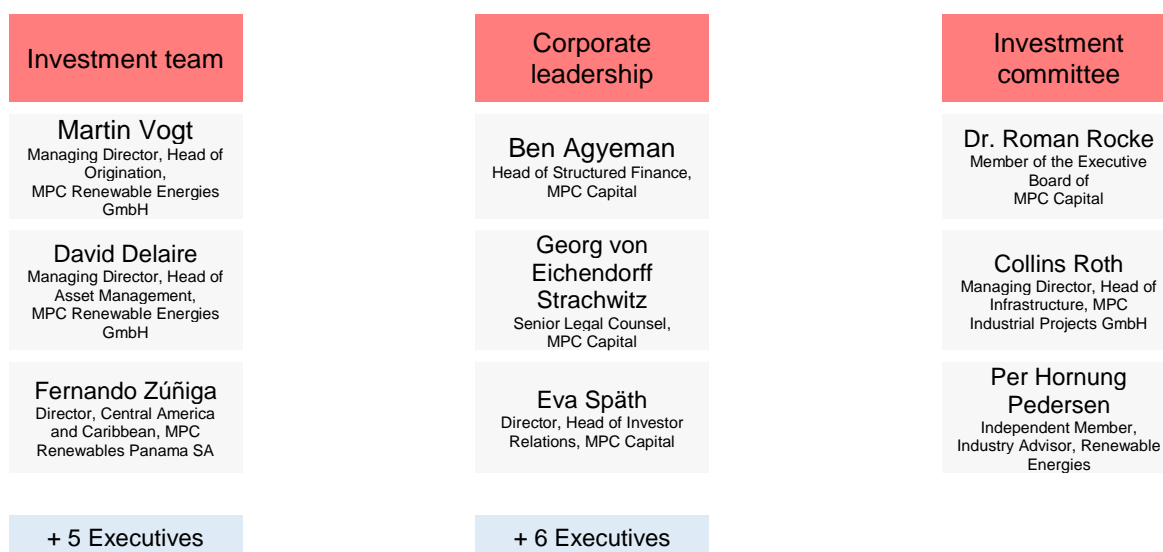 Investment team
Martin Vogt
Managing Director, Head of
Origination,
MPC Renewable Energies
GmbH
David Delaire
Managing Director, Head of
Asset Management,
MPC Renewable Energies
GmbH
Fernando Zúñiga
Director, Central America
and Caribbean, MPC
Renewables Panama SA
+ 5 Executives
Corporate
leadership
Ben Agyeman
Head of Structured Finance,
MPC Capital
Georg von
Eichendorff
Strachwitz
Senior Legal Counsel,
MPC Capital
Eva Späth
Director, Head of Investor
Relations, MPC Capital
+ 6 Executives
Investment
committee
Dr. Roman Rocke
Member of the Executive
Board of
MPC Capital
Collins Roth
Managing Director, Head of
Infrastructure, MPC
Industrial Projects GmbH
Per Hornung
Pedersen
Independent Member,
Industry Advisor, Renewable
Energies